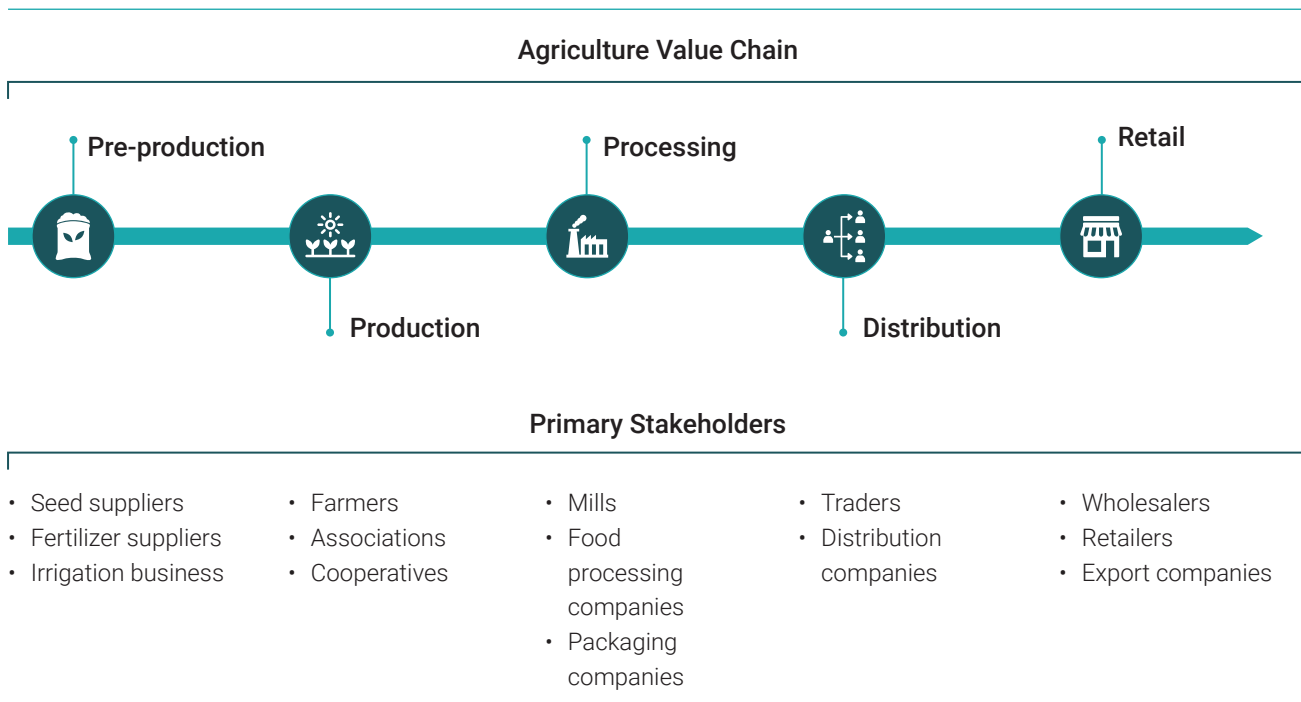 Agriculture Value Chain
Pre-production
Processing
Retail
Production
Distribution
Primary Stakeholders
• Seed suppliers
• Fertilizer suppliers
• Irrigation business
• Farmers
• Associations
• Cooperatives
• Mills
• Food
processing
companies
• Packaging
companies
• Traders
• Distribution
companies
• Wholesalers
• Retailers
• Export companies